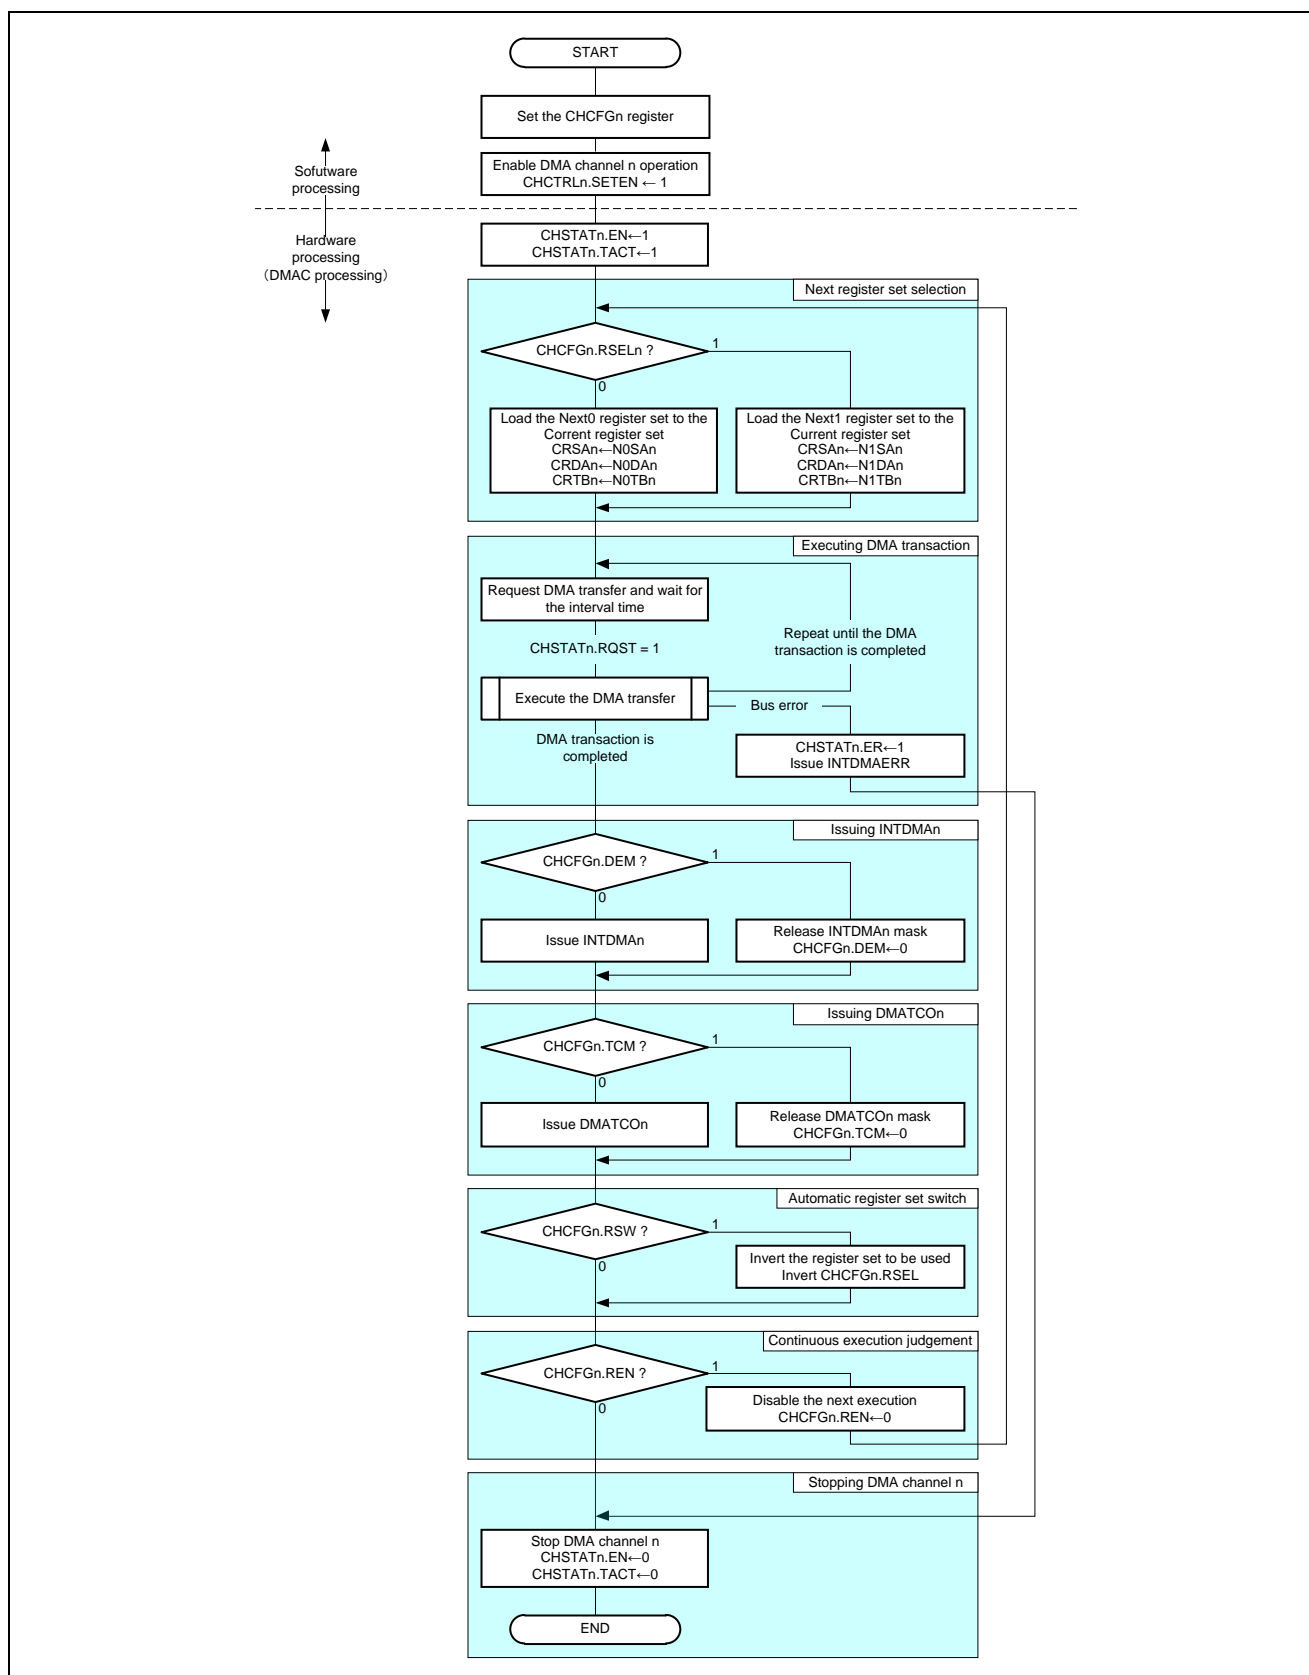 START
Set the CHCFGn register
Enable DMA channel n operation
CHCTRLn.SETEN ← 1
Sofutware
processing
Hardware
processing
（DMAC processing）
CHSTATn.EN←1
CHSTATn.TACT←1
Next register set selection
CHCFGn.RSELn ?
1
0
Load the Next0 register set to the
Corrent register set
CRSAn←N0SAn
CRDAn←N0DAn
CRTBn←N0TBn
Load the Next1 register set to the
Current register set
CRSAn←N1SAn
CRDAn←N1DAn
CRTBn←N1TBn
Executing DMA transaction
Request DMA transfer and wait for
the interval time
CHSTATn.RQST = 1
Repeat until the DMA
transaction is completed
Execute the DMA transfer
Bus error
DMA transaction is
completed
CHSTATn.ER←1
Issue INTDMAERR
Issuing INTDMAn
CHCFGn.DEM ?
1
0
Issue INTDMAn
Release INTDMAn mask
CHCFGn.DEM←0
Issuing DMATCOn
CHCFGn.TCM ?
1
0
Issue DMATCOn
Release DMATCOn mask
CHCFGn.TCM←0
Automatic register set switch
CHCFGn.RSW ?
1
0
Invert the register set to be used
Invert CHCFGn.RSEL
Continuous execution judgement
CHCFGn.REN ?
1
0
Disable the next execution
CHCFGn.REN←0
Stopping DMA channel n
Stop DMA channel n
CHSTATn.EN←0
CHSTATn.TACT←0
END